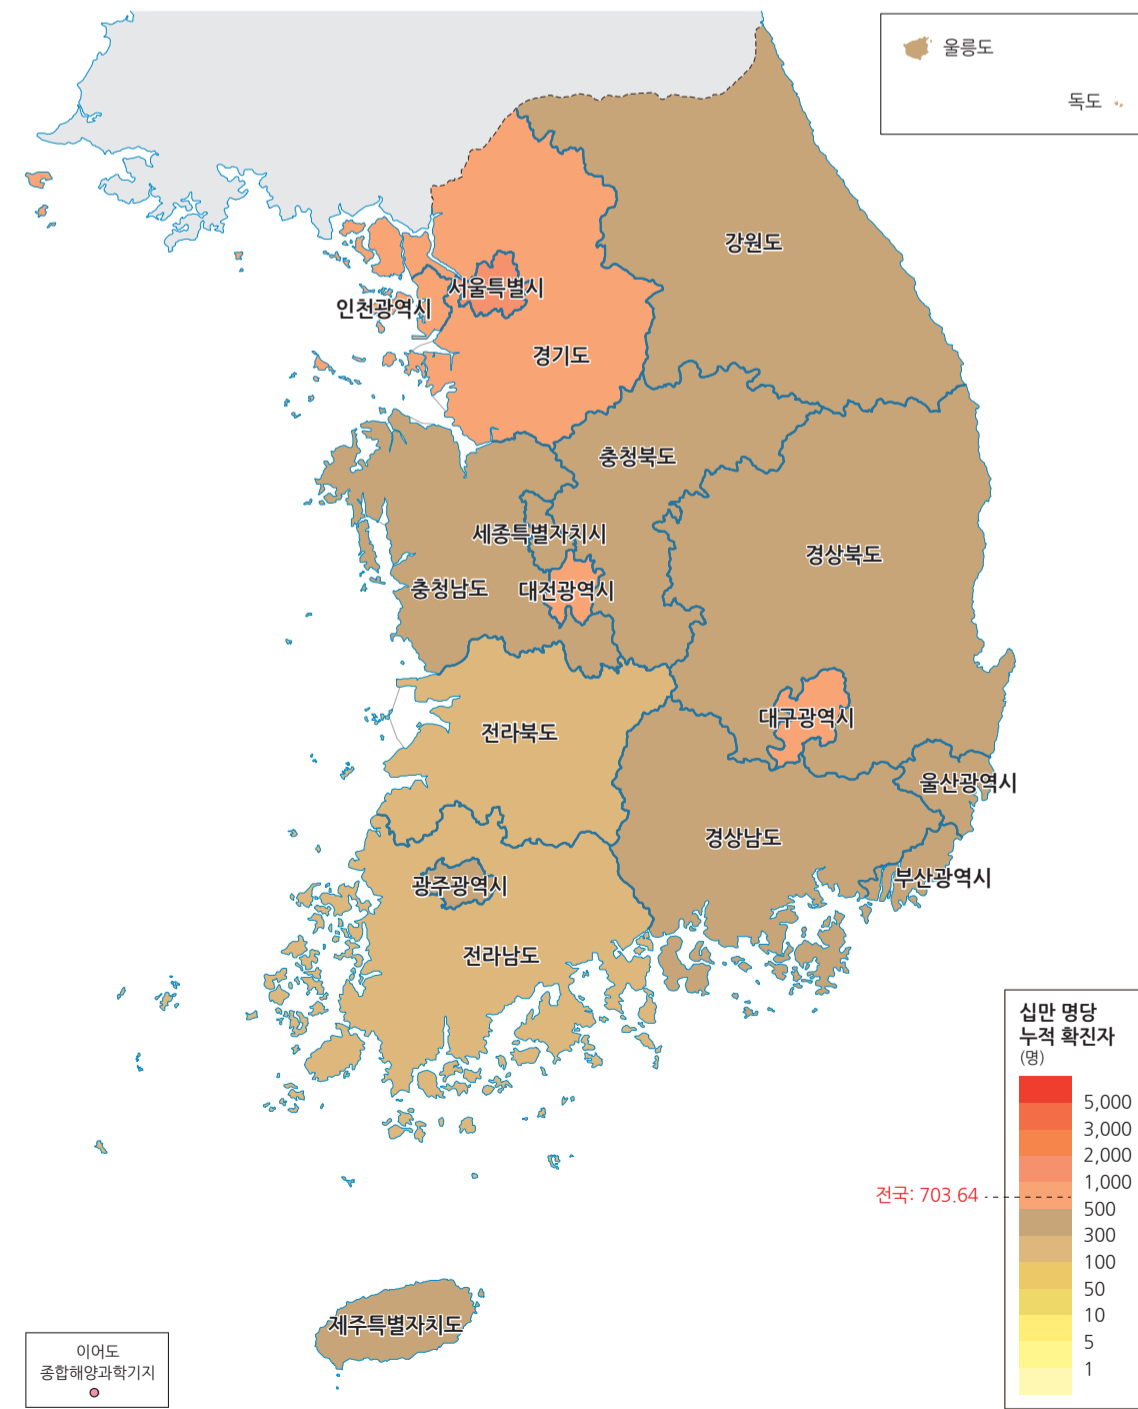 울릉도
독도
강원도
서울특별시
인천광역시
경기도
충청북도
세종특별자치시
경상북도
충청남도
대전광역시
대구광역시
전라북도
울산광역시
경상남도
부산광역시
광주광역시
전라남도
십만 명당
누적 확진자
(명)
5,000
3,000
2,000
1,000
전국: 703.64
500
300
100
50
10
5
1
제주특별자치도
이어도
종합해양과학기지